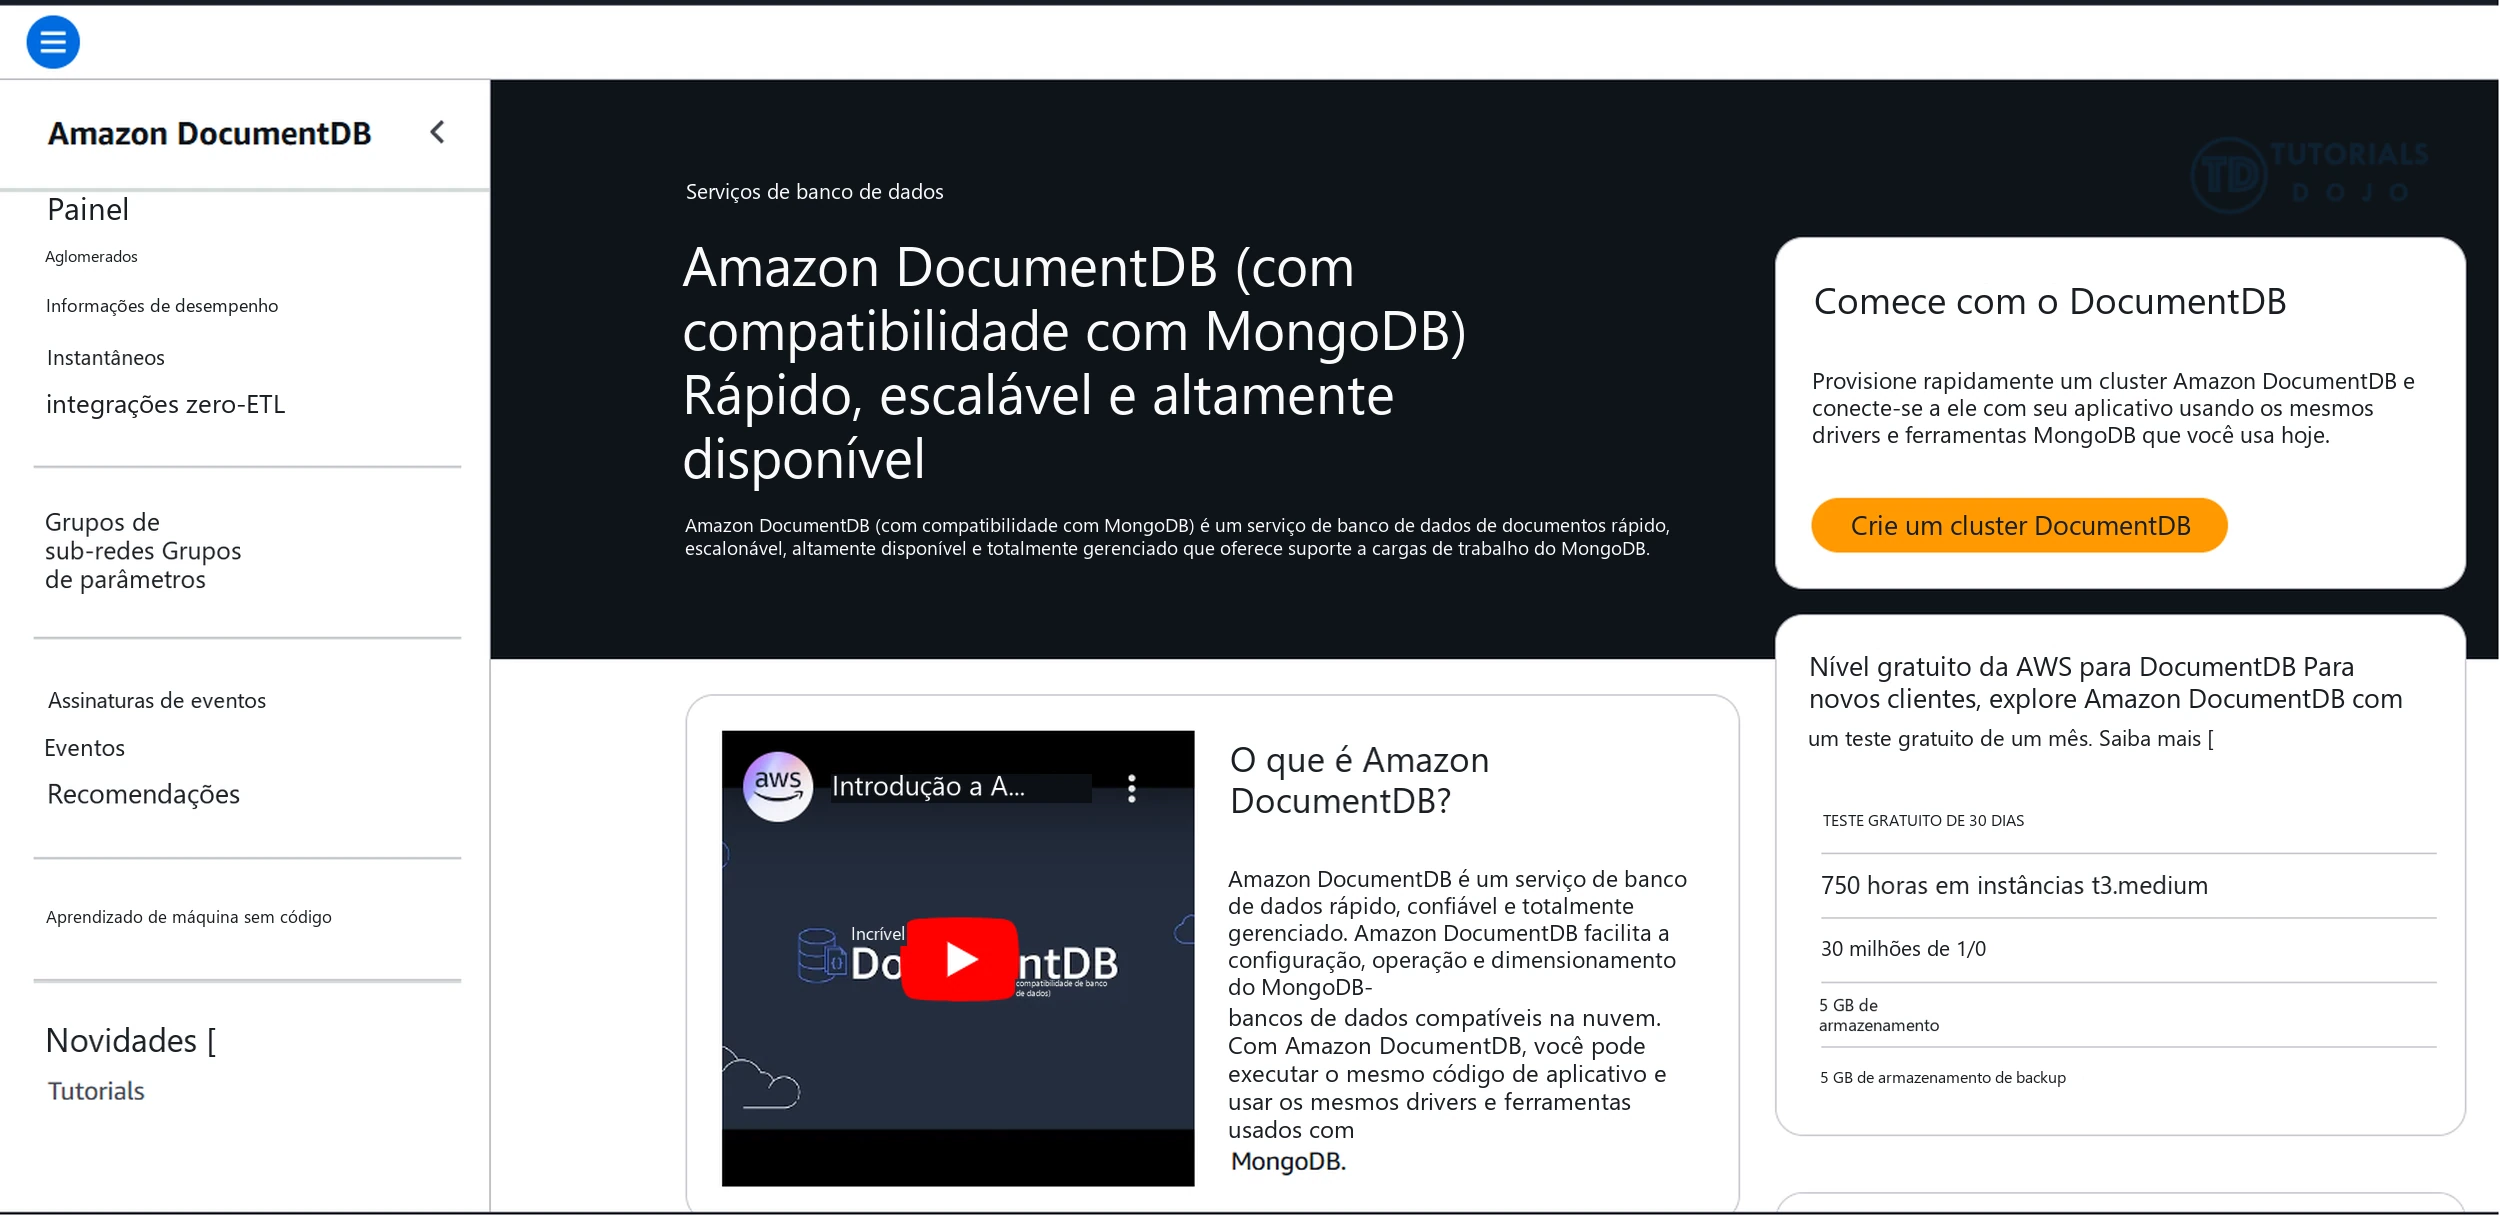 Amazon DocumentDB
Painel
Aglomerados
Informações de desempenho
Instantâneos
integrações zero-ETL
Grupos de
sub-redes Grupos
de parâmetros
Assinaturas de eventos
Eventos
Recomendações
Aprendizado de máquina sem código
Novidades [
Tutorials
TD TUTORIALS
DOJO
Serviços de banco de dados
Amazon DocumentDB (com
compatibilidade com MongoDB)
Rápido, escalável e altamente
disponível
Amazon DocumentDB (com compatibilidade com MongoDB) é um serviço de banco de dados de documentos rápido,
escalonável, altamente disponível e totalmente gerenciado que oferece suporte a cargas de trabalho do MongoDB.
Comece com o DocumentDB
Provisione rapidamente um cluster Amazon DocumentDB e
conecte-se a ele com seu aplicativo usando os mesmos
drivers e ferramentas MongoDB que você usa hoje.
Crie um cluster DocumentDB
aws
Introdução a A...
Incrível
Do ntDB
compatibilidade de banco
de dados)
O que é Amazon
DocumentDB?
Amazon DocumentDB é um serviço de banco
de dados rápido, confiável e totalmente
gerenciado. Amazon DocumentDB facilita a
configuração, operação e dimensionamento
do MongoDB-
bancos de dados compatíveis na nuvem.
Com Amazon DocumentDB, você pode
executar o mesmo código de aplicativo e
usar os mesmos drivers e ferramentas
usados com
MongoDB.
Nível gratuito da AWS para DocumentDB Para
novos clientes, explore Amazon DocumentDB com
um teste gratuito de um mês. Saiba mais [
TESTE GRATUITO DE 30 DIAS
750 horas em instâncias t3.medium
30 milhões de 1/0
5 GB de
armazenamento
5 GB de armazenamento de backup